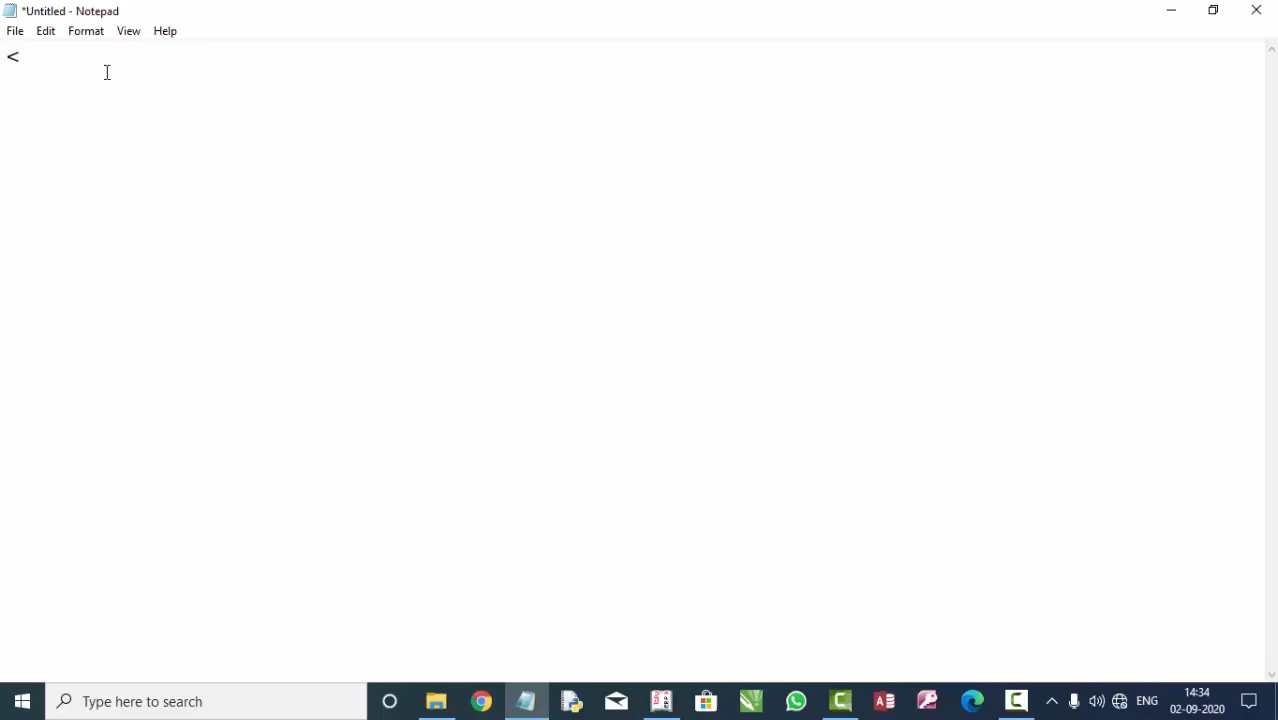 *Untitled - Notepad
File Edit Format View Help
<
Type here to search
ENG
14:34
02-09-2020